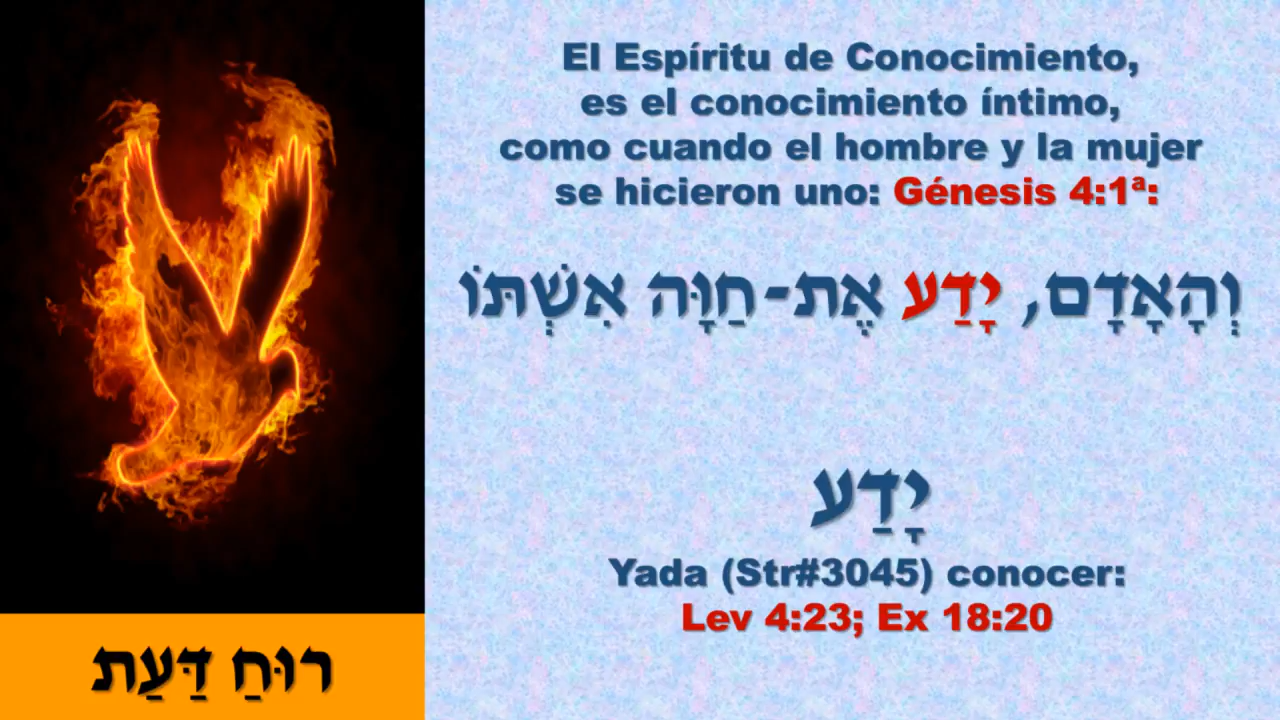 El Espíritu de Conocimiento,
es el conocimiento íntimo,
como cuando el hombre y la mujer
se hicieron uno: Génesis 4:1ª:
וְהָאָדָם, יָדַע אֶת-חַוָּה אִשְׁתּוֹ
יָדַע
Yada (Str#3045) conocer:
Lev 4:23; Ex 18:20
רוּחַ דַּעַת